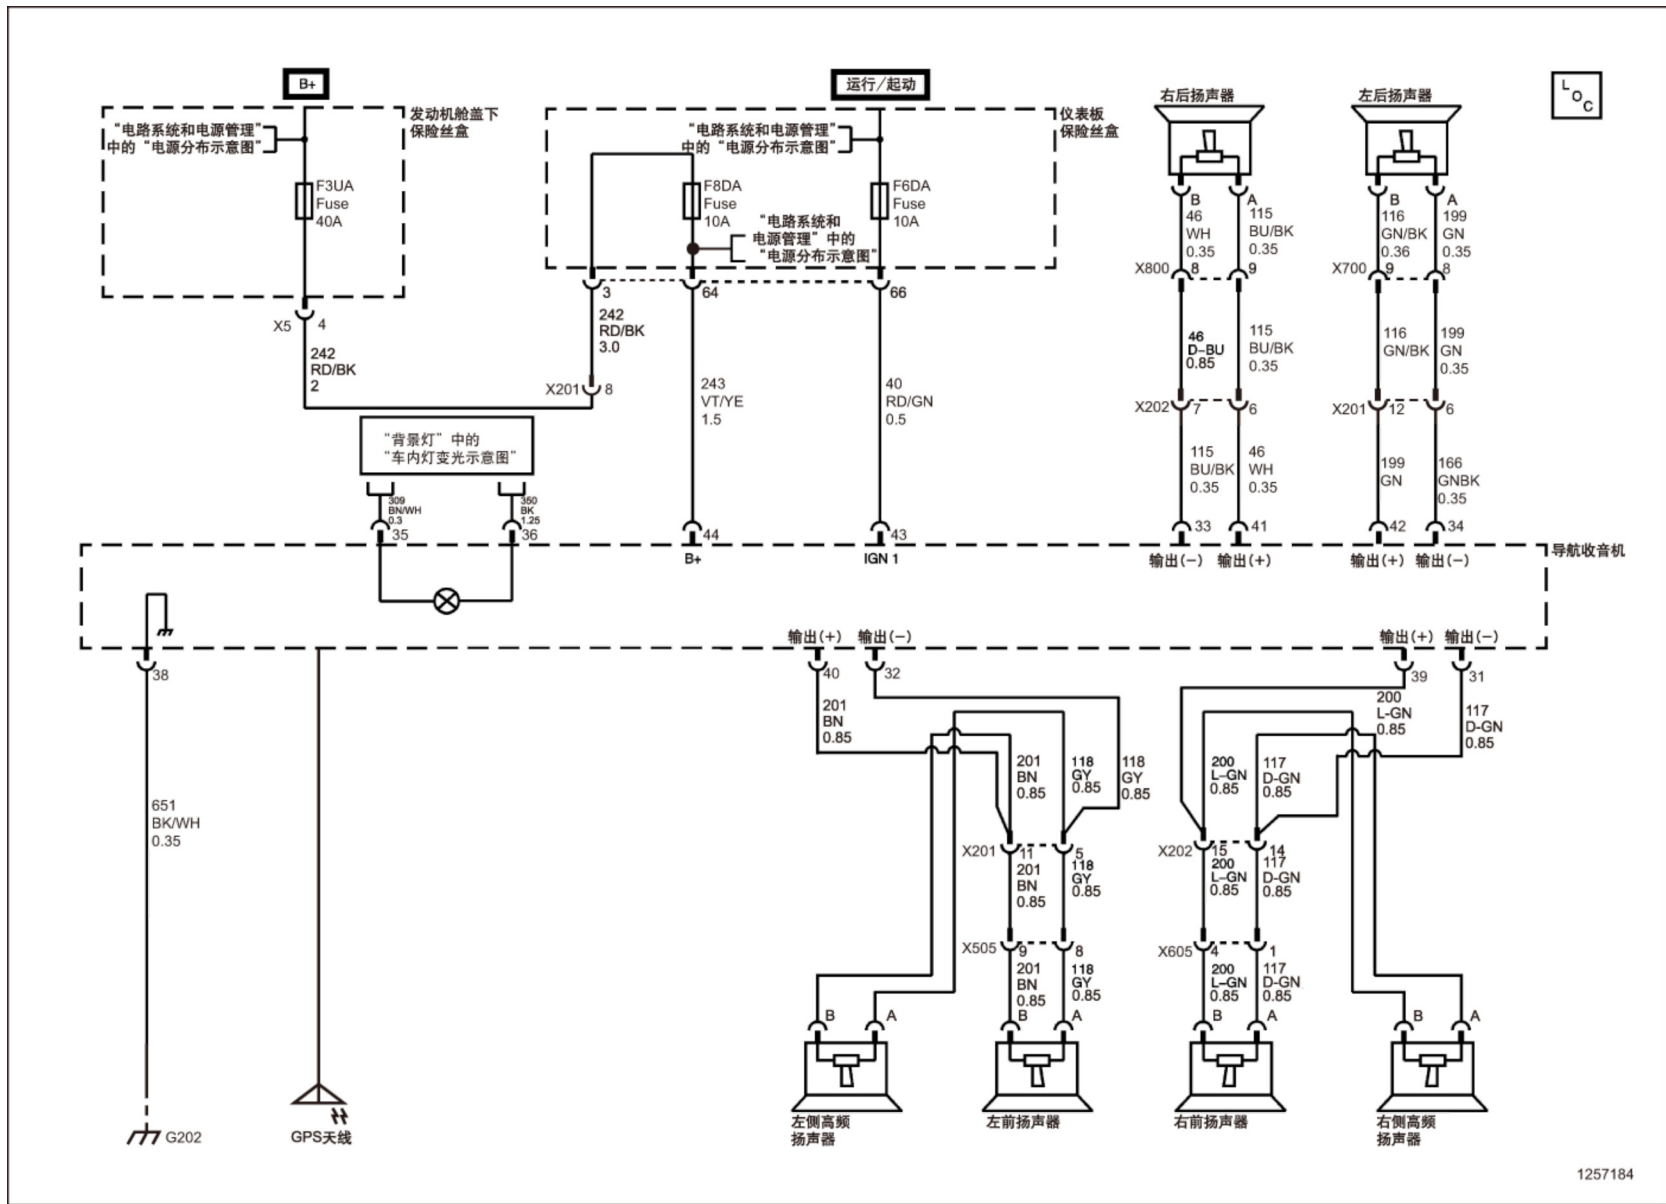 B+
运行/起动
L
O
C
发动机舱盖下
保险丝盒
仪表板
保险丝盒
右后扬声器
左后扬声器
“电路系统和电源管理”
中的“电源分布示意图”
“电路系统和电源管理”
中的“电源分布示意图”
F3UA
Fuse
40A
F8DA
Fuse
10A
F6DA
Fuse
10A
“电路系统和
电源管理”中的
“电源分布示意图”
B
A
B
A
46
WH
0.35
115
BU/BK
0.35
116
GN/BK
0.36
199
GN
0.35
X800
8
9
X700
9
8
X5
4
3
64
66
242
RD/BK
2
242
RD/BK
3.0
X201
8
46
D-BU
0.85
115
BU/BK
0.35
116
GN/BK
199
GN
0.35
243
VT/YE
1.5
40
RD/GN
0.5
X202
7
6
X201
12
6
“背景灯”中的
“车内灯变光示意图”
115
BU/BK
0.35
46
WH
0.35
199
GN
166
GNBK
0.35
309
BN/WH
0.3
350
BK
1.25
35
36
44
43
33
41
42
34
B+
IGN 1
输出(-)
输出(+)
输出(+)
输出(-)
导航收音机
输出(+)
输出(-)
输出(+)
输出(-)
38
40
32
39
31
201
BN
0.85
200
L-GN
0.85
117
D-GN
0.85
201
BN
0.85
118
GY
0.85
118
GY
0.85
200
L-GN
0.85
117
D-GN
0.85
651
BK/WH
0.35
X201
11
5
X202
15
14
201
BN
0.85
118
GY
0.85
200
L-GN
0.85
117
D-GN
0.85
X505
9
8
X605
4
1
201
BN
0.85
118
GY
0.85
200
L-GN
0.85
117
D-GN
0.85
B
A
B
A
B
A
B
A
左侧高频
扬声器
左前扬声器
右前扬声器
右侧高频
扬声器
G202
GPS天线
1257184